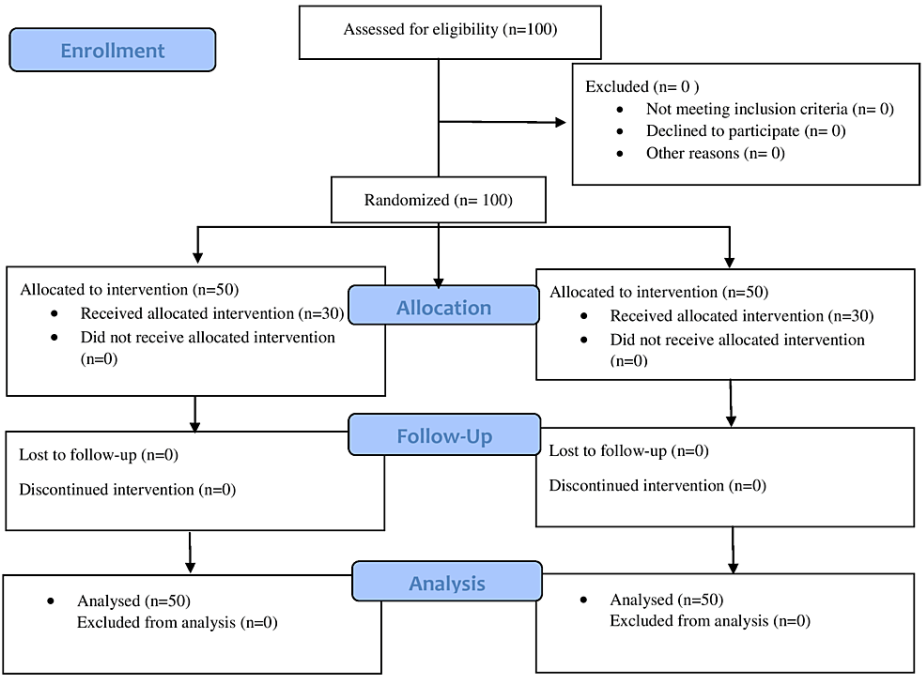 Assessed for eligibility (n=100)
Enrollment
Excluded (n= 0 )
• Not meeting inclusion criteria (n= 0)
• Declined to participate (n= 0)
• Other reasons (n= 0)
Randomized (n= 100)
Allocated to intervention (n=50)
• Received allocated intervention (n=30)
• Did not receive allocated intervention
(n=0)
Allocation
Allocated to intervention (n=50)
• Received allocated intervention (n=30)
• Did not receive allocated intervention
(n=0)
Follow-Up
Lost to follow-up (n=0)
Discontinued intervention (n=0)
Lost to follow-up (n=0)
Discontinued intervention (n=0)
Analysis
• Analysed (n=50)
Excluded from analysis (n=0)
• Analysed (n=50)
Excluded from analysis (n=0)